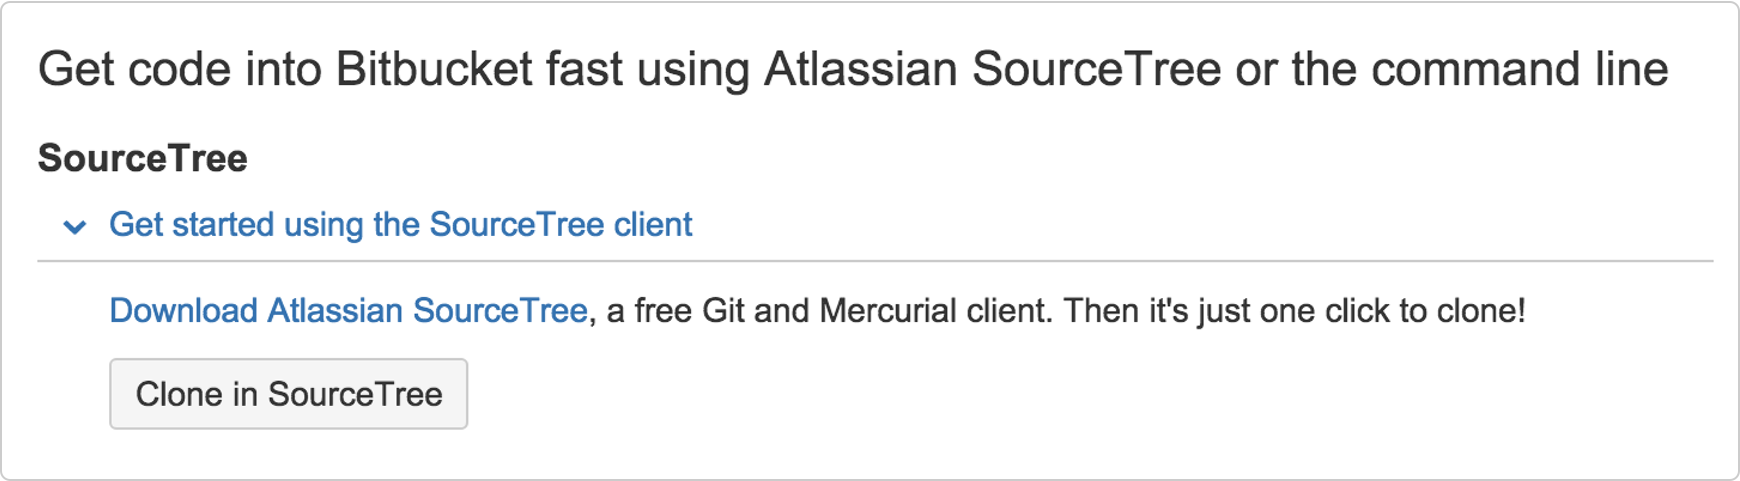 Get code into Bitbucket fast using Atlassian SourceTree or the command line
SourceTree
Get started using the SourceTree client
Download Atlassian SourceTree, a free Git and Mercurial client. Then it's just one click to clone!
Clone in SourceTree